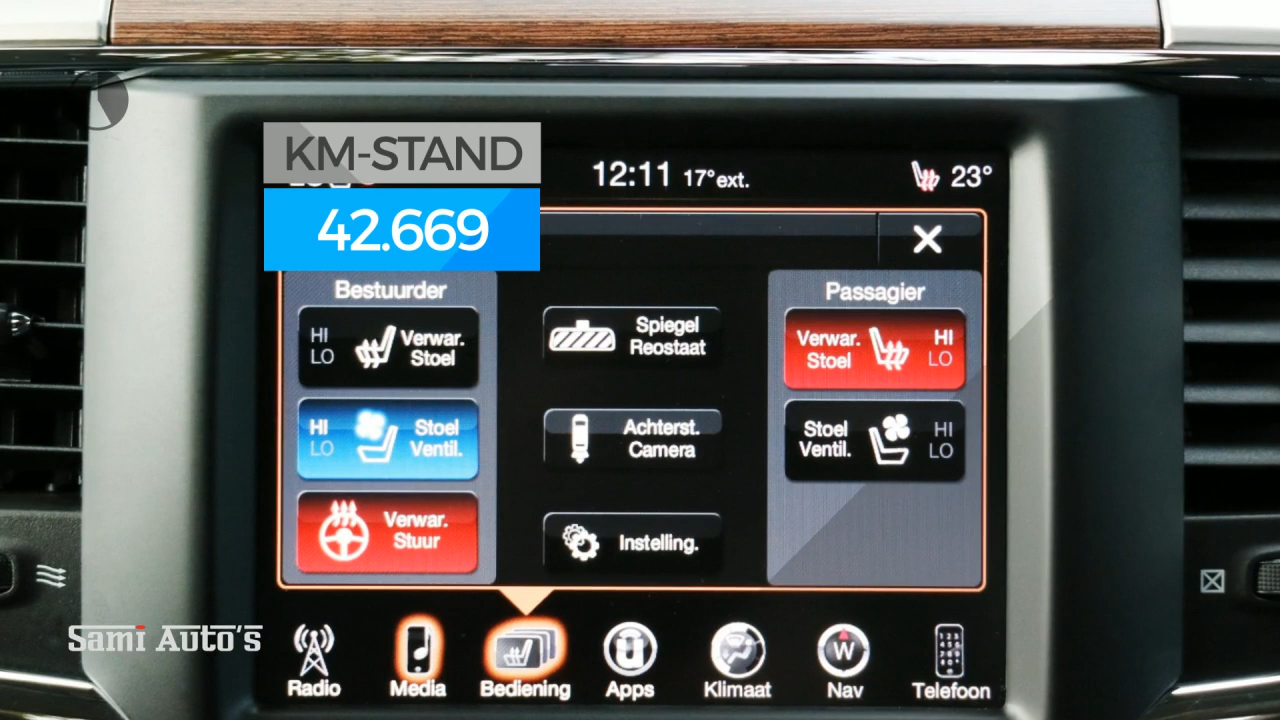 KM-STAND
42.669
12:11 17°ext.
23°
Bestuurder
HI
LO
Verwar.
Stoel
HI
LO
Stoel
Ventil.
Verwar.
Stuur
Spiegel
Reostaat
Achterst.
Camera
Instelling.
Passagier
Verwar.
Stoel
HI
LO
Stoel
Ventil.
HI
LO
Sami Auto's
Radio
Media
Bediening
Apps
Klimaat
W
Nav
Telefoon